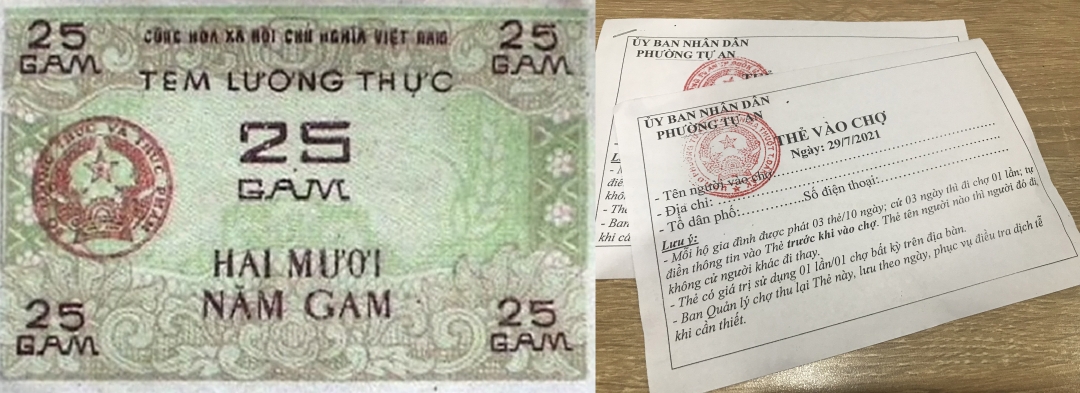 25
GAM
CỘNG HÒA XÃ HỘI CHỦ NGHĨA VIỆT NAM
25
GAM
TEM LƯƠNG THỰC
25
GAM
BỘ LƯƠNG THỰC VÀ THỰC PHẨM
HAI MƯƠI
NĂM GAM
25
GAM
25
GAM
ỦY BAN NHÂN DÂN
PHƯỜNG TỰ AN
ỦY BAN NHÂN DÂN
PHƯỜNG TỰ AN
THẺ VÀO CHỢ
Ngày: 29/7/2021
- Tên người vào chợ:
- Địa chỉ:
- Tổ dân phố:..............Số điện thoại:
Lưu ý:
- Mỗi hộ gia đình được phát 03 thẻ/10 ngày; cứ 03 ngày thì đi chợ 01 lần; tự
điền thông tin vào Thẻ trước khi vào chợ. Thẻ tên người nào thì người đó đi,
không cử người khác đi thay.
- Thẻ có giá trị sử dụng 01 lần/01 chợ bất kỳ trên địa bàn.
- Ban Quản lý chợ thu lại Thẻ này, lưu theo ngày, phục vụ điều tra dịch tễ
khi cần thiết.